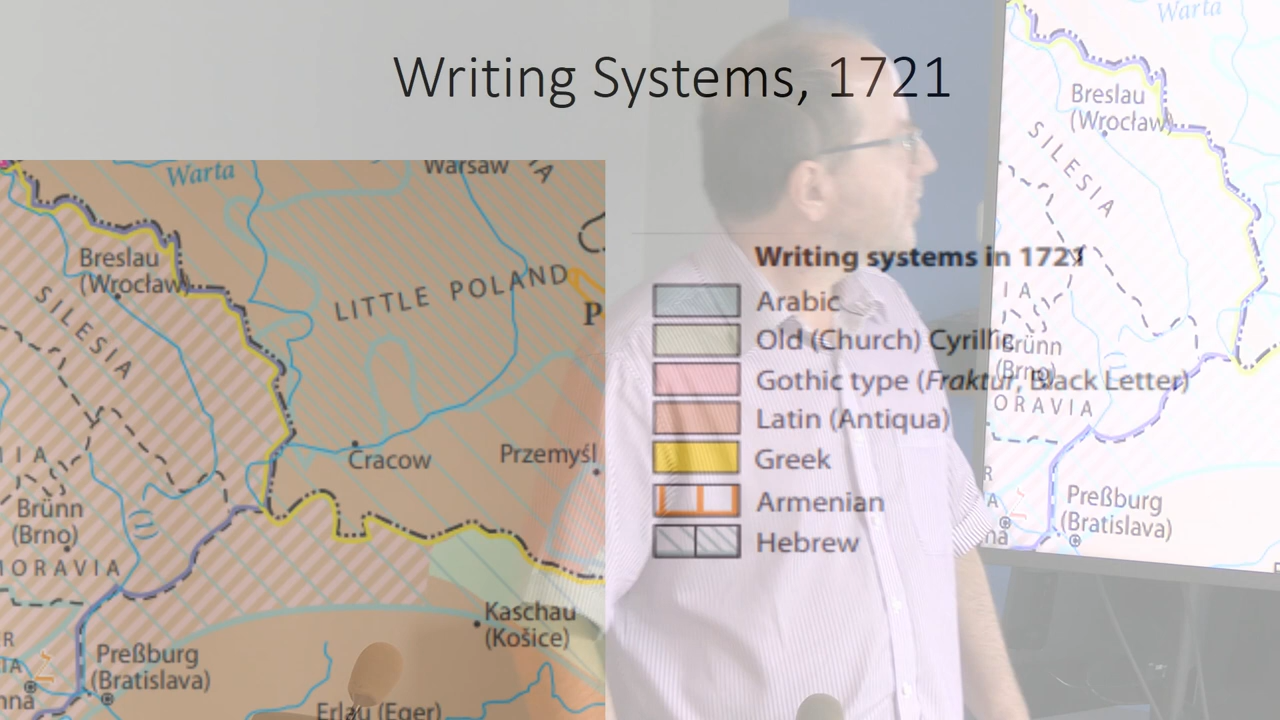 Writing Systems, 1721
Warta
Warsaw
Breslau
(Wrocław)
SILESIA
LITTLE POLAND
P
Cracow
Przemyśl
Brünn
(Brno)
Preßburg
(Bratislava)
Kaschau
(Košice)
Erlau (Eger)
Writing systems in 1721
Arabic
Old (Church) Cyrillic
Gothic type (Fraktur, Black Letter)
Latin (Antiqua)
Greek
Armenian
Hebrew
Warta
Breslau
(Wrocław)
SILESIA
Brünn
(Brno)
ORAVIA
Preßburg
(Bratislava)